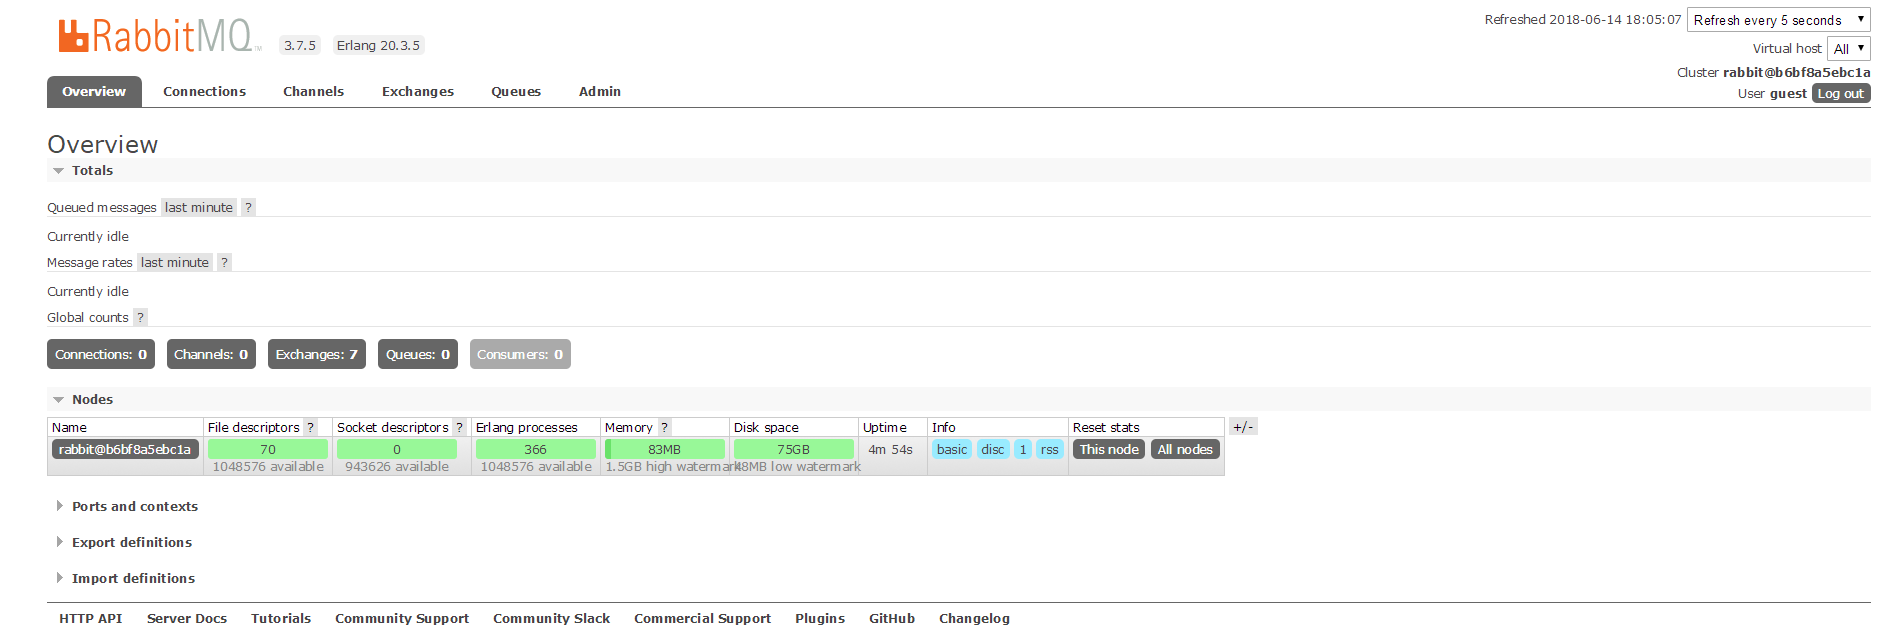 RabbitMQ™ 3.7.5 Erlang 20.3.5
Refreshed 2018-06-14 18:05:07 Refresh every 5 seconds
Virtual host All
Cluster rabbit@b6bf8a5ebc1a
User guest Log out
Overview Connections Channels Exchanges Queues Admin
Overview
Totals
Queued messages last minute ?
Currently idle
Message rates last minute ?
Currently idle
Global counts ?
Connections: 0 Channels: 0 Exchanges: 7 Queues: 0 Consumers: 0
Nodes
Name File descriptors ? Socket descriptors ? Erlang processes Memory ? Disk space Uptime Info Reset stats +/-
rabbit@b6bf8a5ebc1a 70 0 366 83MB 75GB 4m 54s basic disc 1 rss This node All nodes
1048576 available 943626 available 1048576 available 1.5GB high watermark 48MB low watermark
Ports and contexts
Export definitions
Import definitions
HTTP API Server Docs Tutorials Community Support Community Slack Commercial Support Plugins GitHub Changelog